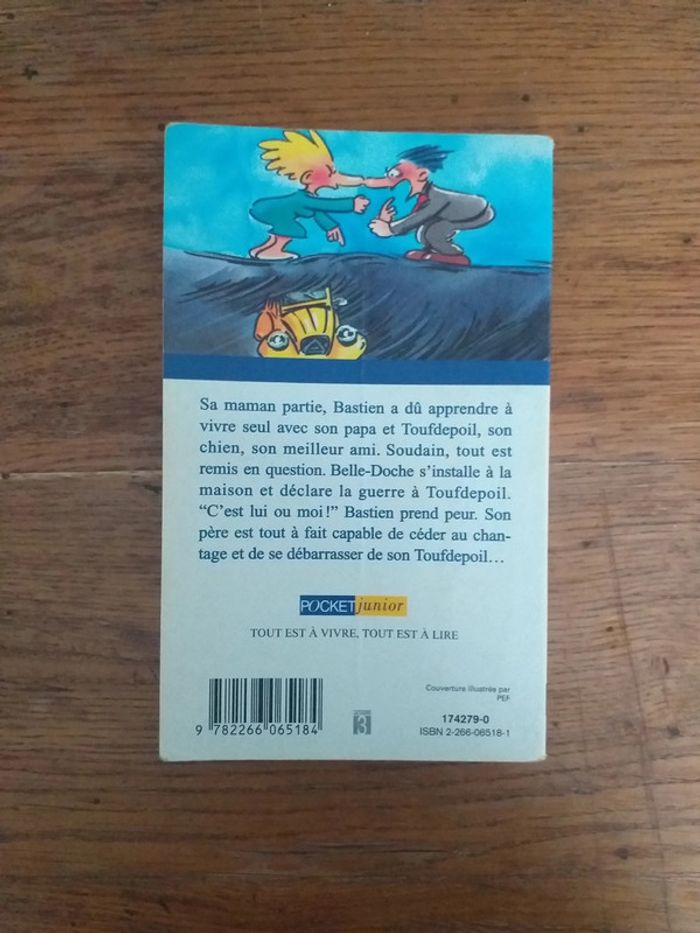 Sa maman partie, Bastien a dû apprendre à
vivre seul avec son papa et Toufdepoil, son
chien, son meilleur ami. Soudain, tout est
remis en question. Belle-Doche s’installe à la
maison et déclare la guerre à Toufdepoil.
“C’est lui ou moi!” Bastien prend peur. Son
père est tout à fait capable de céder au chan-
tage et de se débarrasser de son Toufdepoil…
POCKET junior
TOUT EST À VIVRE, TOUT EST À LIRE
Couverture illustrée par
PEF
174279-0
ISBN 2-266-06518-1
9 782266 065184
3